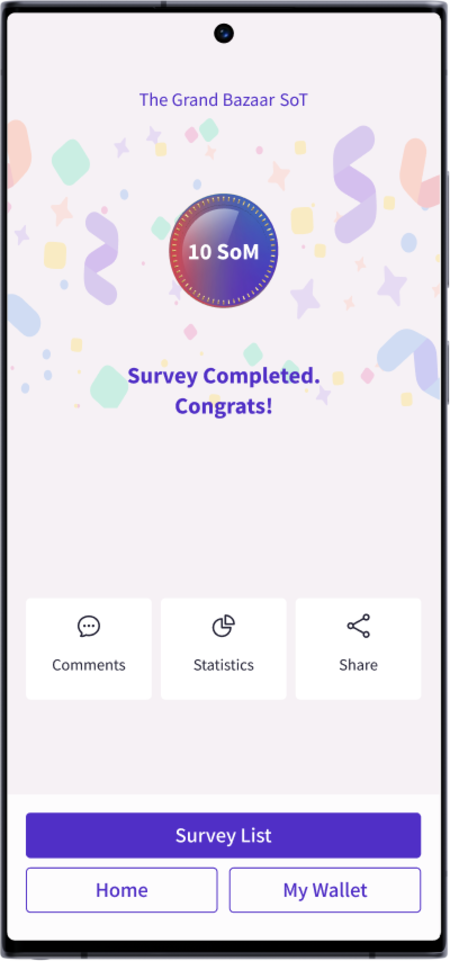 The Grand Bazaar SoT
10 SoM
Survey Completed.
Congrats!
Comments
Statistics
Share
Survey List
Home
My Wallet